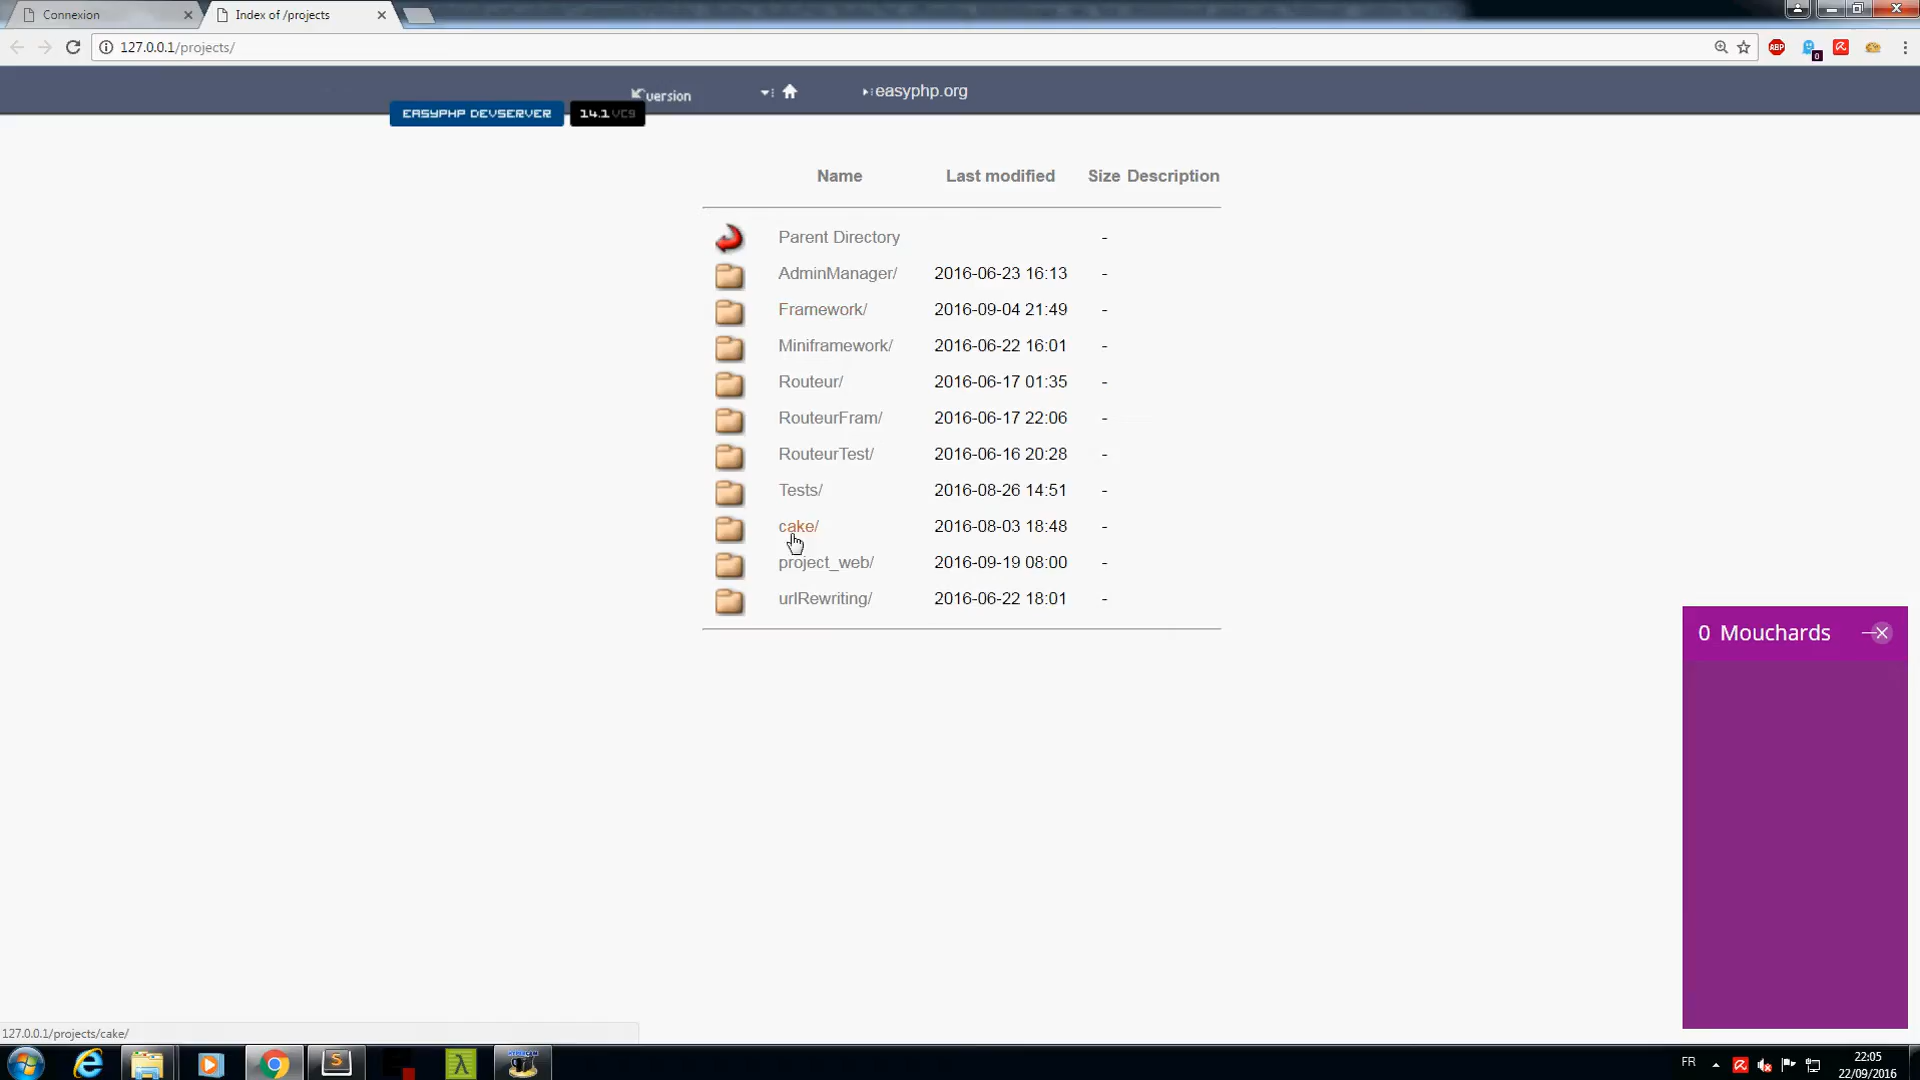 Connexion
Index of /projects
127.0.0.1/projects/
ABP
0
version
easyphp.org
EASYPHP DEVSERVER 14.1 VC9
Name Last modified Size Description
Parent Directory -
AdminManager/ 2016-06-23 16:13 -
Framework/ 2016-09-04 21:49 -
Miniframework/ 2016-06-22 16:01 -
Routeur/ 2016-06-17 01:35 -
RouteurFram/ 2016-06-17 22:06 -
RouteurTest/ 2016-06-16 20:28 -
Tests/ 2016-08-26 14:51 -
cake/ 2016-08-03 18:48 -
project_web/ 2016-09-19 08:00 -
urlRewriting/ 2016-06-22 18:01 -
0 Mouchards
127.0.0.1/projects/cake/
HYPERCAM
FR
22:05
22/09/2016